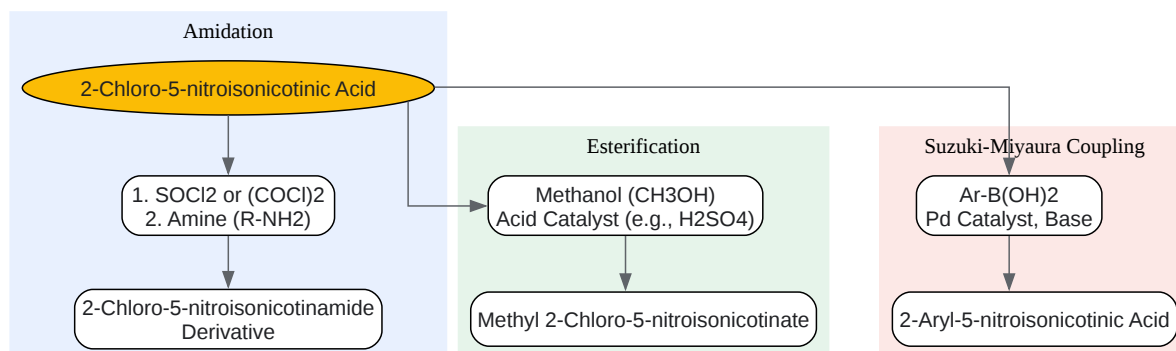 Amidation
2-Chloro-5-nitroisonicotinic Acid
Esterification
Suzuki-Miyaura Coupling
1. SOCl2 or (COCl)2
2. Amine (R-NH2)
Methanol (CH3OH)
Acid Catalyst (e.g., H2SO4)
Ar-B(OH)2
Pd Catalyst, Base
2-Chloro-5-nitroisonicotinamide
Derivative
Methyl 2-Chloro-5-nitroisonicotinate
2-Aryl-5-nitroisonicotinic Acid